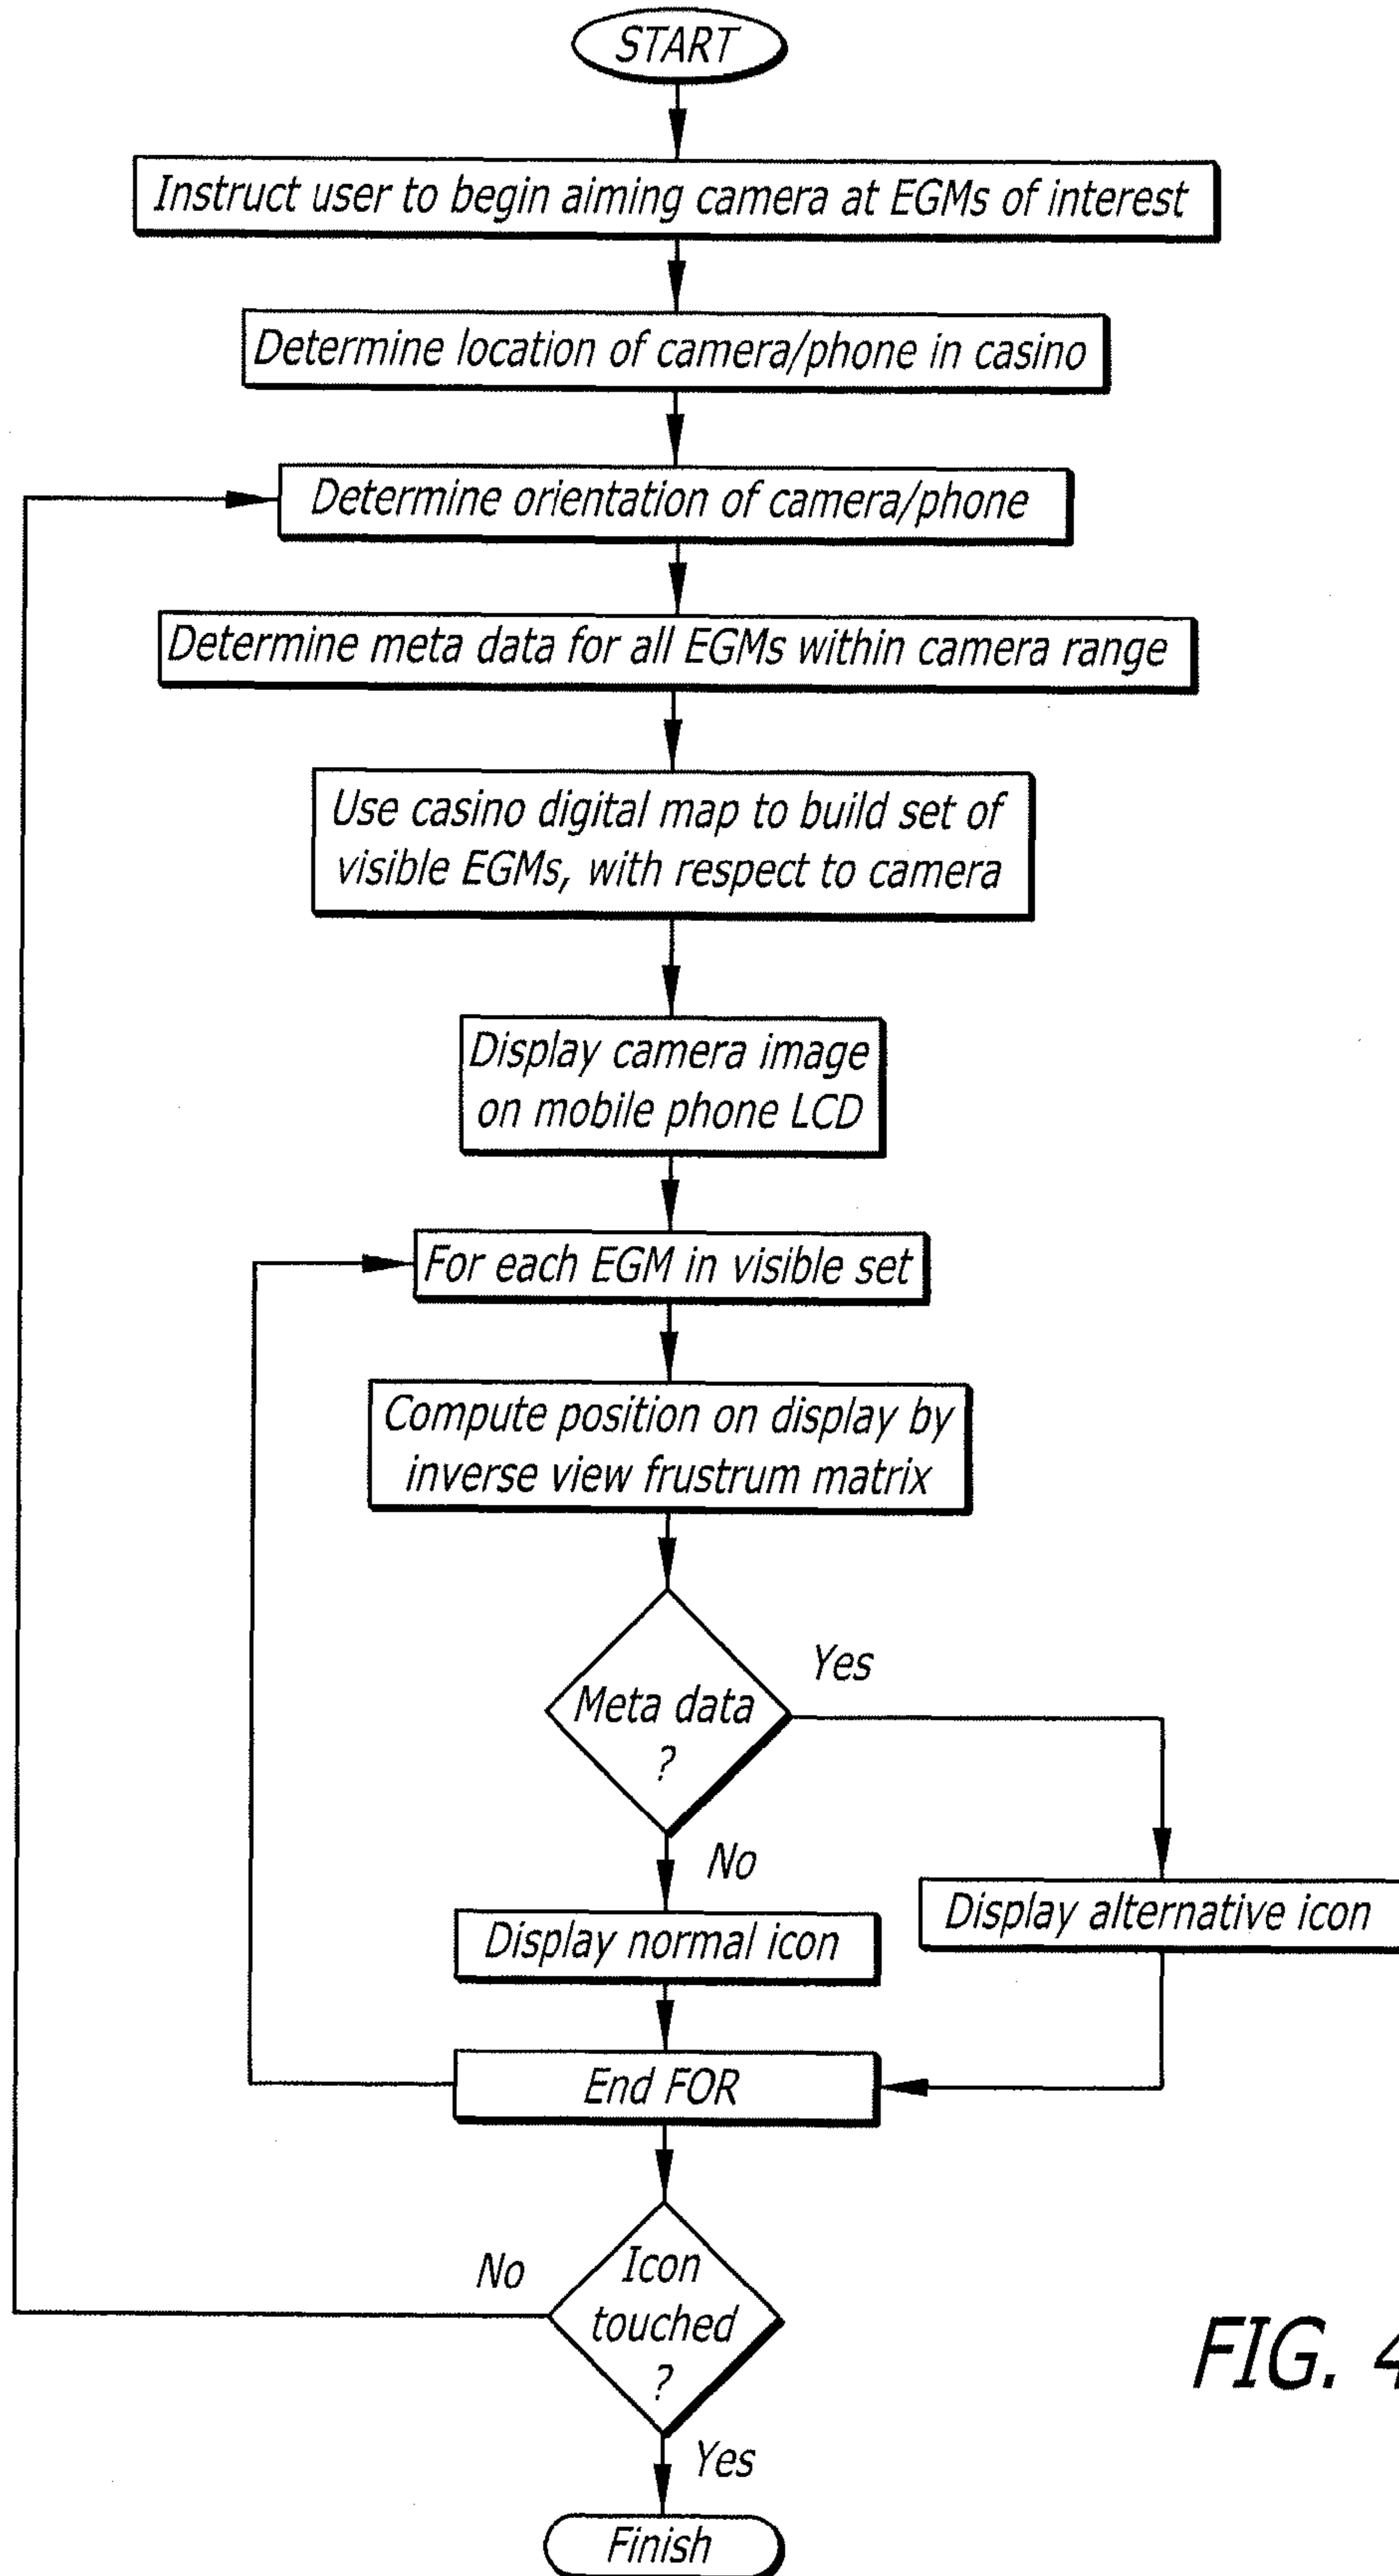 START
Instruct user to begin aiming camera at EGMs of interest
Determine location of camera/phone in casino
Determine orientation of camera/phone
Determine meta data for all EGMs within camera range
Use casino digital map to build set of
visible EGMs, with respect to camera
Display camera image
on mobile phone LCD
For each EGM in visible set
Compute position on display by
inverse view frustrum matrix
Meta data
?
Yes
No
Display normal icon
Display alternative icon
End FOR
Icon
touched
?
No
Yes
Finish
FIG. 4